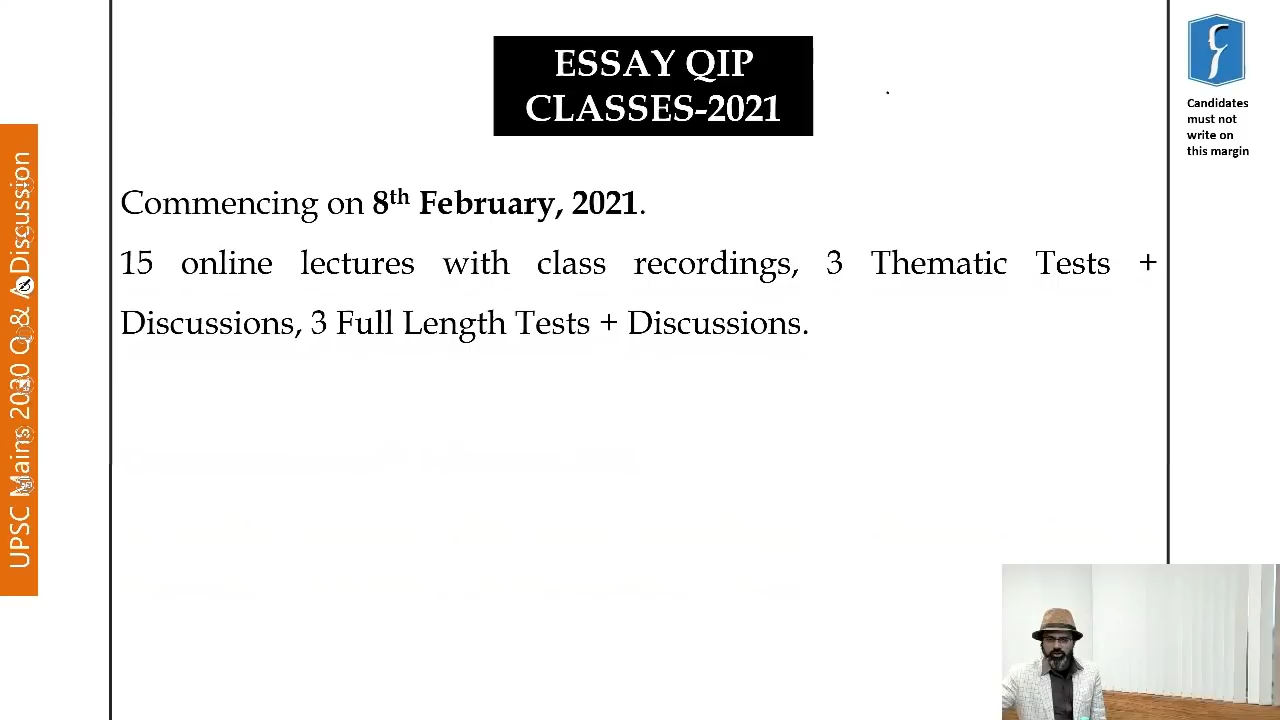 ESSAY QIP
CLASSES-2021
Candidates
must not
write on
this margin
Commencing on 8th February, 2021.
15 online lectures with class recordings, 3 Thematic Tests +
Discussions, 3 Full Length Tests + Discussions.
UPSC Mains 2020 Q & A Discussion